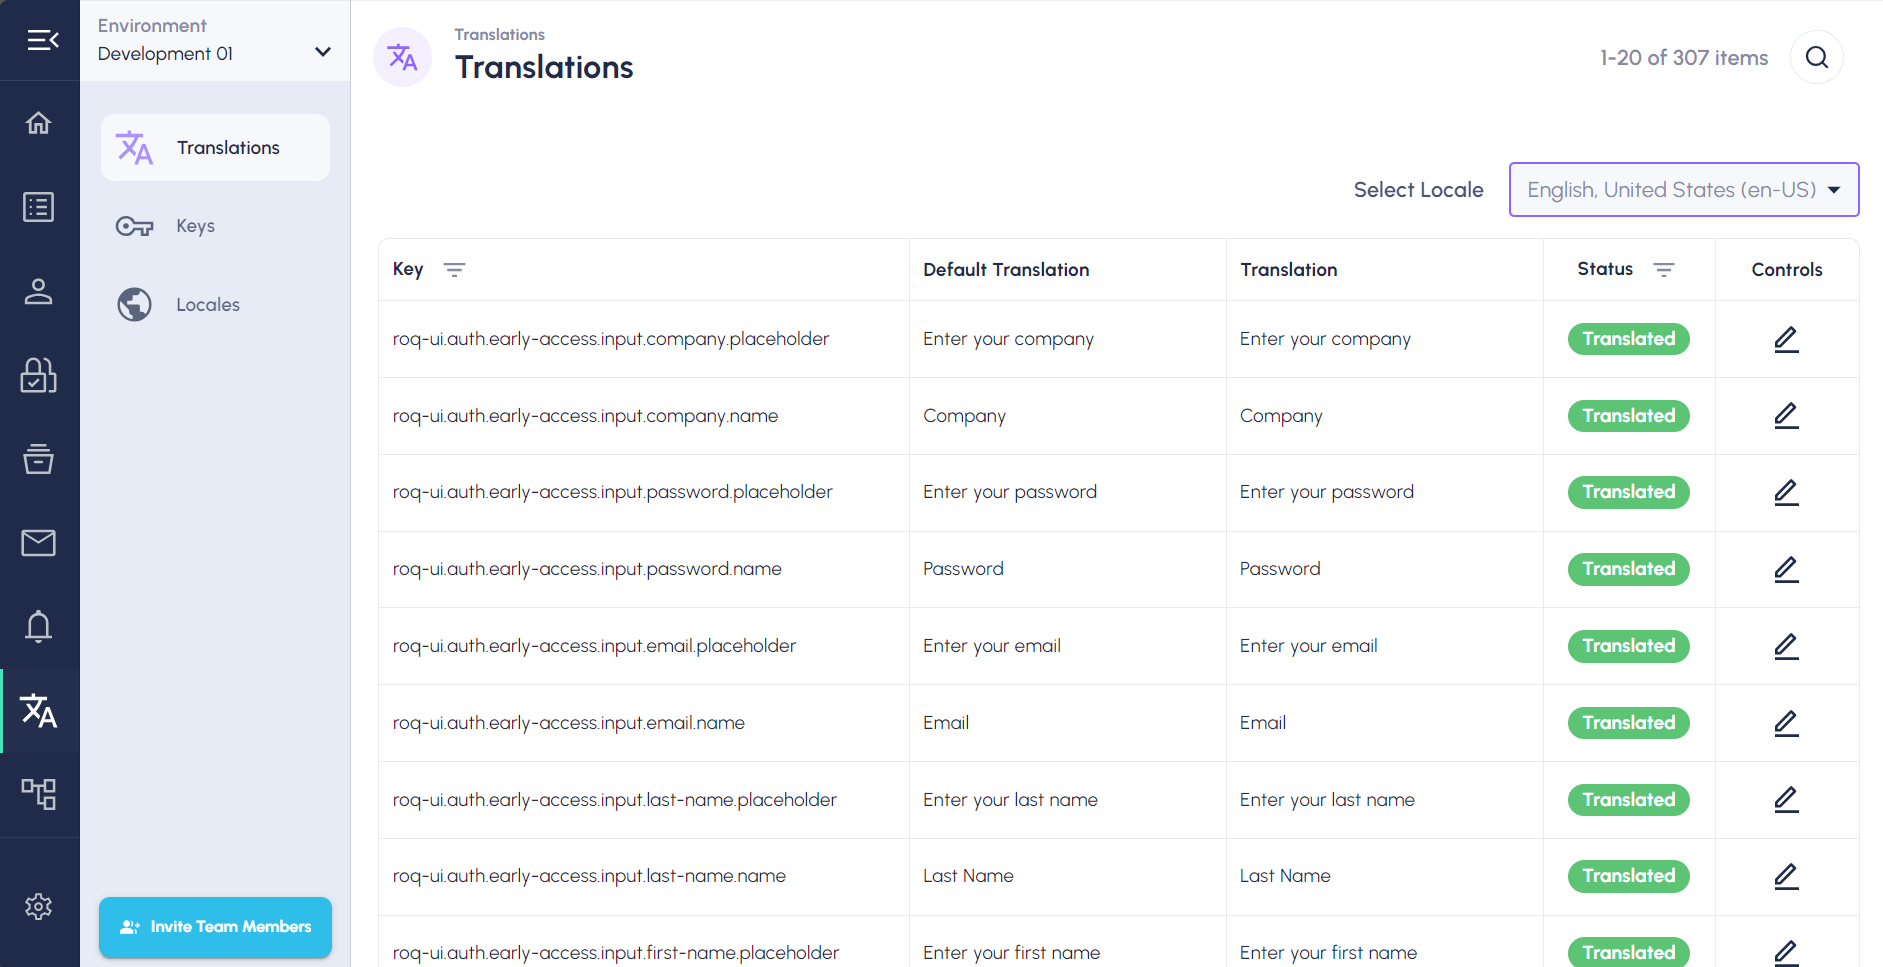 Environment
Development 01
Translations
Keys
Locales
Invite Team Members
Translations
Translations
1-20 of 307 items
Select Locale English, United States (en-US)
Key Default Translation Translation Status Controls
roq-ui.auth.early-access.input.company.placeholder Enter your company Enter your company Translated
roq-ui.auth.early-access.input.company.name Company Company Translated
roq-ui.auth.early-access.input.password.placeholder Enter your password Enter your password Translated
roq-ui.auth.early-access.input.password.name Password Password Translated
roq-ui.auth.early-access.input.email.placeholder Enter your email Enter your email Translated
roq-ui.auth.early-access.input.email.name Email Email Translated
roq-ui.auth.early-access.input.last-name.placeholder Enter your last name Enter your last name Translated
roq-ui.auth.early-access.input.last-name.name Last Name Last Name Translated
roq-ui.auth.early-access.input.first-name.placeholder Enter your first name Enter your first name Translated